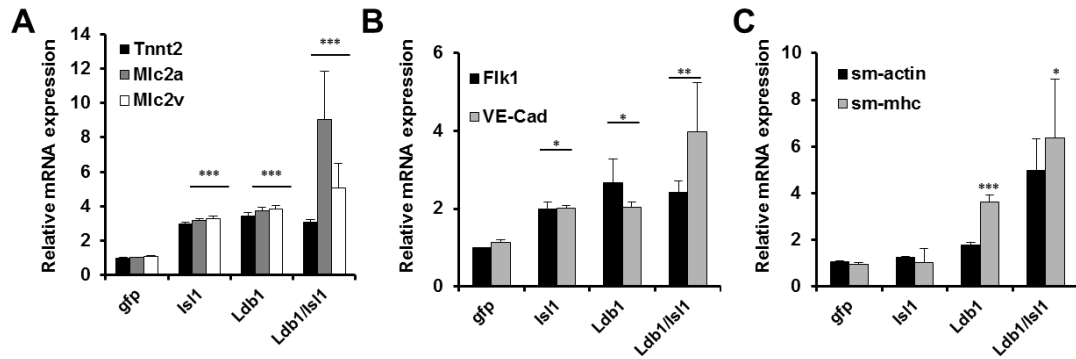 A
Relative mRNA expression
14
12
10
8
6
4
2
0
Tnnt2
Mlc2a
Mlc2v
***
***
***
gfp
Isl1
Ldb1
Ldb1/Isl1
B
Relative mRNA expression
6
4
2
0
Flk1
VE-Cad
*
*
**
gfp
Isl1
Ldb1
Ldb1/Isl1
C
Relative mRNA expression
10
8
6
4
2
0
sm-actin
sm-mhc
***
*
gfp
Isl1
Ldb1
Ldb1/Isl1